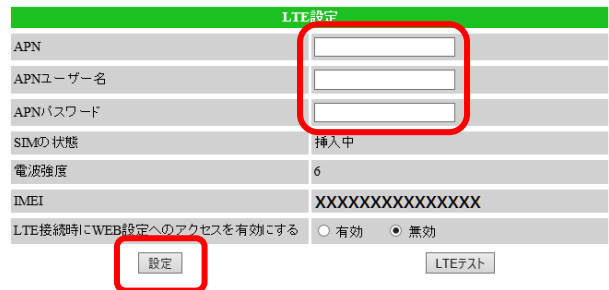 LTE設定
APN
APNユーザー名
APNパスワード
SIMの状態 挿入中
電波強度 6
IMEI XXXXXXXXXXXXXXX
LTE接続時にWEB設定へのアクセスを有効にする 有効 無効
設定 LTEテスト